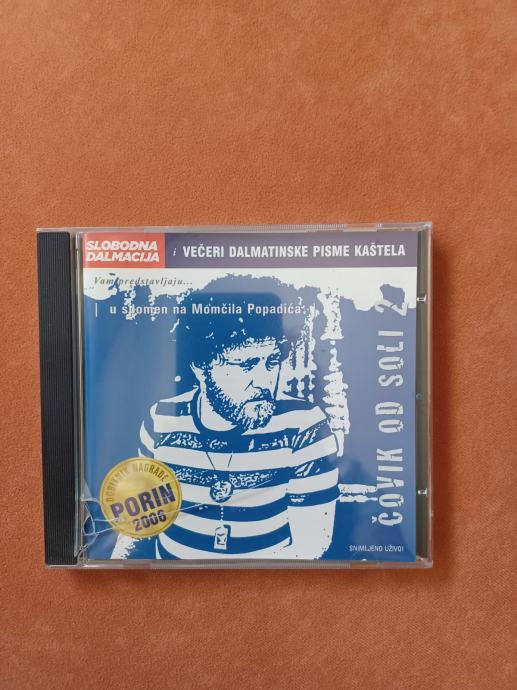 SLOBODNA
DALMACIJA
i VEČERI DALMATINSKE PISME KAŠTELA
Vam predstavljaju...
| u spomen na Momčila Popadića
ČOVIK OD SOLI 2
DOBITNIK NAGRADE
PORIN
2006
SNIMLJENO UŽIVO!